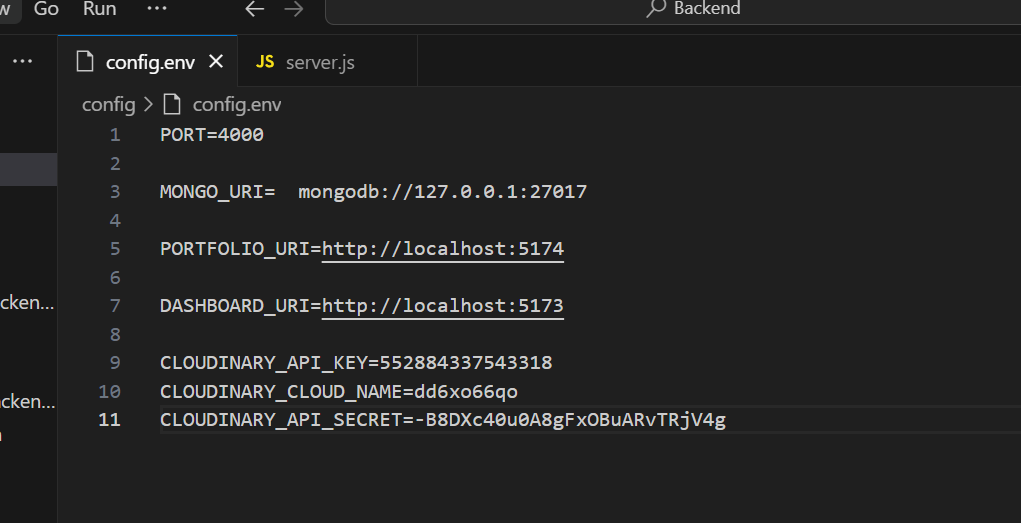 w Go Run ··· ← → Backend
··· config.env × JS server.js
config > config.env
1 PORT=4000
2
3 MONGO_URI=  mongodb://127.0.0.1:27017
4
5 PORTFOLIO_URI=http://localhost:5174
6
7 DASHBOARD_URI=http://localhost:5173
8
cken...
9 CLOUDINARY_API_KEY=552884337543318
10 CLOUDINARY_CLOUD_NAME=dd6xo66qo
cken...
11 CLOUDINARY_API_SECRET=-B8DXc40u0A8gFxOBuARvTRjV4g